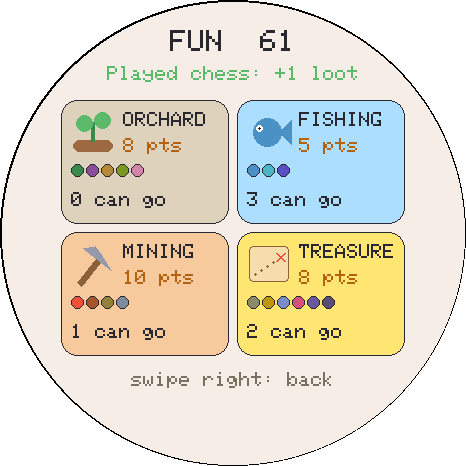 FUN 61
Played chess: +1 loot
ORCHARD
8 pts
0 can go
FISHING
5 pts
3 can go
MINING
10 pts
1 can go
TREASURE
8 pts
2 can go
swipe right: back